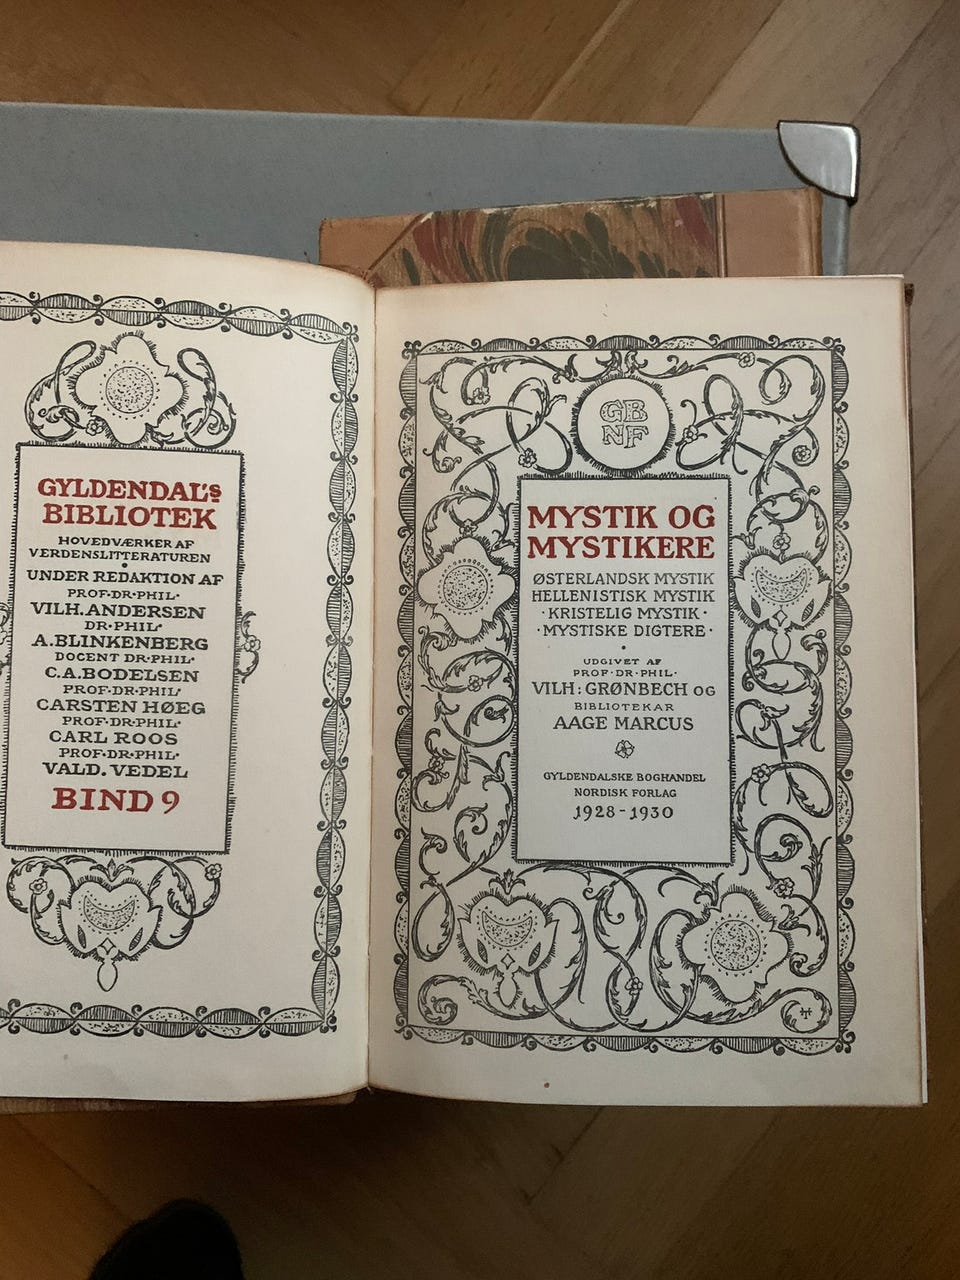 GYLDENDAL's
BIBLIOTEK
HOVEDVÆRKER AF
VERDENSLITTERATUREN
•
UNDER REDAKTION AF
PROF·DR·PHIL·
VILH. ANDERSEN
DR·PHIL·
A. BLINKENBERG
DOCENT DR·PHIL·
C.A. BODELSEN
PROF·DR·PHIL·
CARSTEN HØEG
PROF·DR·PHIL·
CARL ROOS
PROF·DR·PHIL·
VALD. VEDEL
BIND 9
GB
NF
MYSTIK OG
MYSTIKERE
ØSTERLANDSK MYSTIK
HELLENISTISK MYSTIK
· KRISTELIG MYSTIK ·
· MYSTISKE DIGTERE ·
•
UDGIVET AF
PROF·DR·PHIL·
VILH: GRØNBECH OG
BIBLIOTEKAR
AAGE MARCUS
GYLDENDALSKE BOGHANDEL
NORDISK FORLAG
1928-1930